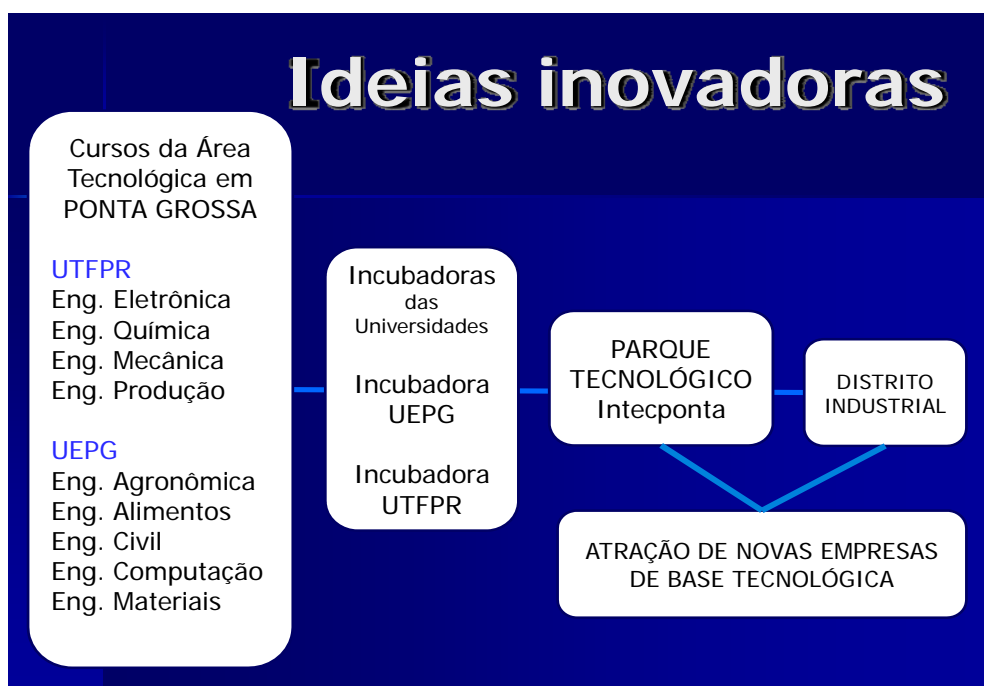 Ideias inovadoras
Cursos da Área
Tecnológica em
PONTA GROSSA
UTFPR
Eng. Eletrônica
Eng. Química
Eng. Mecânica
Eng. Produção
UEPG
Eng. Agronômica
Eng. Alimentos
Eng. Civil
Eng. Computação
Eng. Materiais
Incubadoras
das
Universidades
Incubadora
UEPG
Incubadora
UTFPR
PARQUE
TECNOLÓGICO
Intecponta
DISTRITO
INDUSTRIAL
ATRAÇÃO DE NOVAS EMPRESAS
DE BASE TECNOLÓGICA